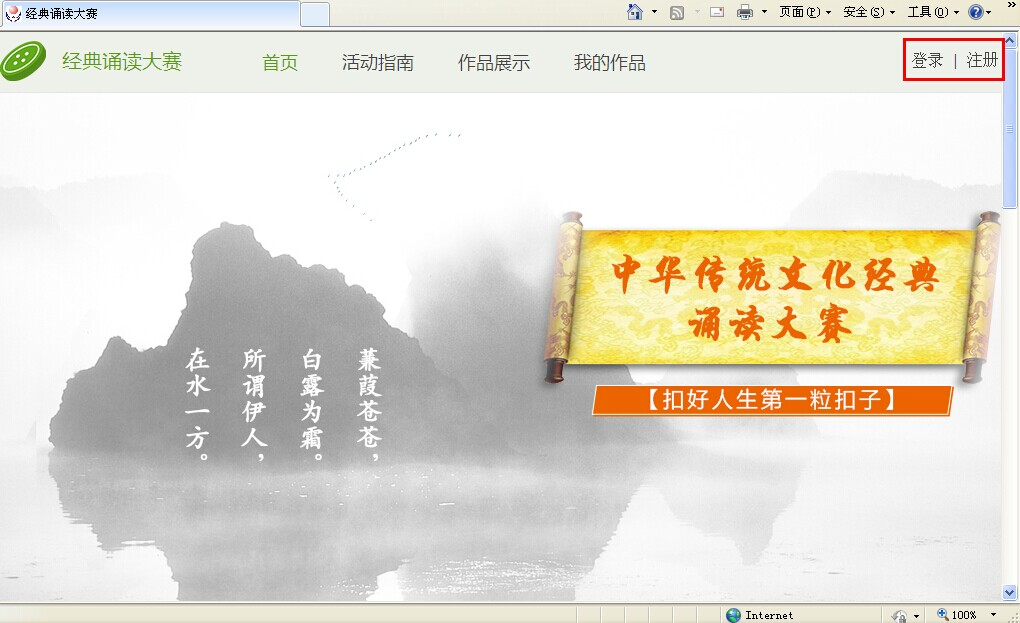 经典诵读大赛
页面(P)
安全(S)
工具(O)
经典诵读大赛
首页
活动指南
作品展示
我的作品
登录 | 注册
中华传统文化经典
诵读大赛
【扣好人生第一粒扣子】
蒹葭苍苍，
白露为霜。
所谓伊人，
在水一方。
Internet
100%